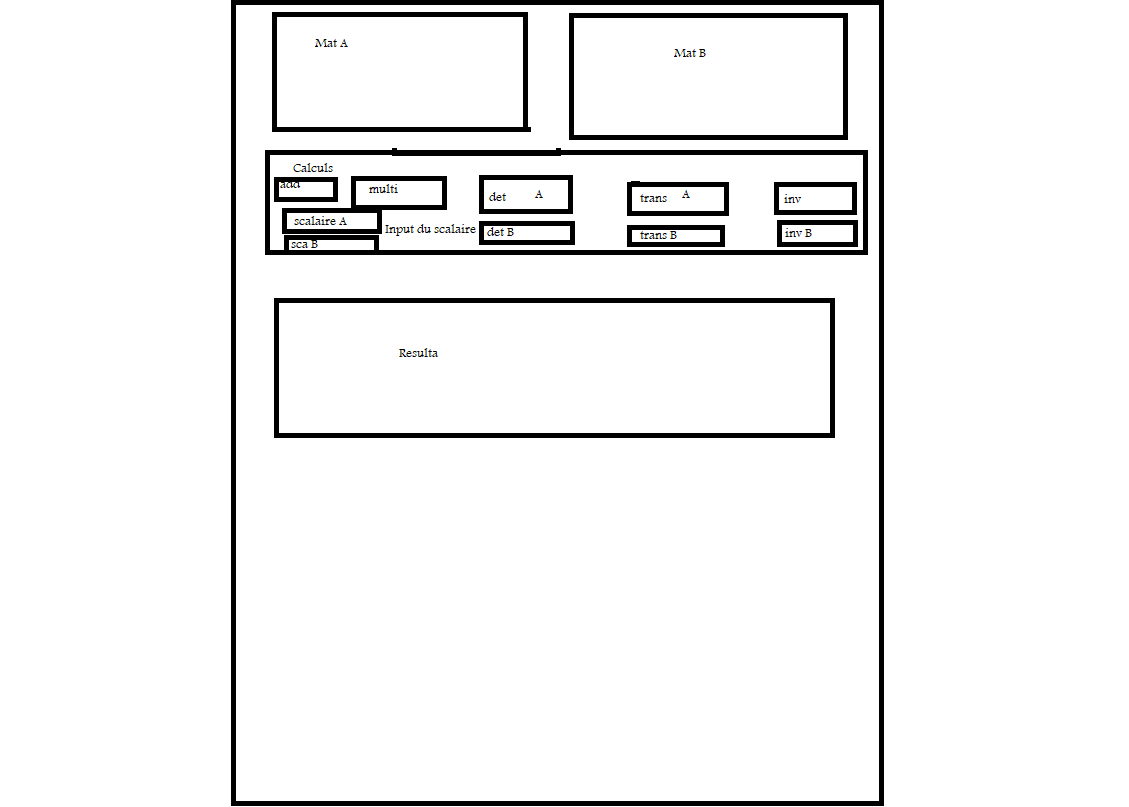 Mat A
Mat B
Calculs
add
multi
det A
trans A
inv
scalaire A
Input du scalaire
det B
trans B
inv B
sca B
Resulta